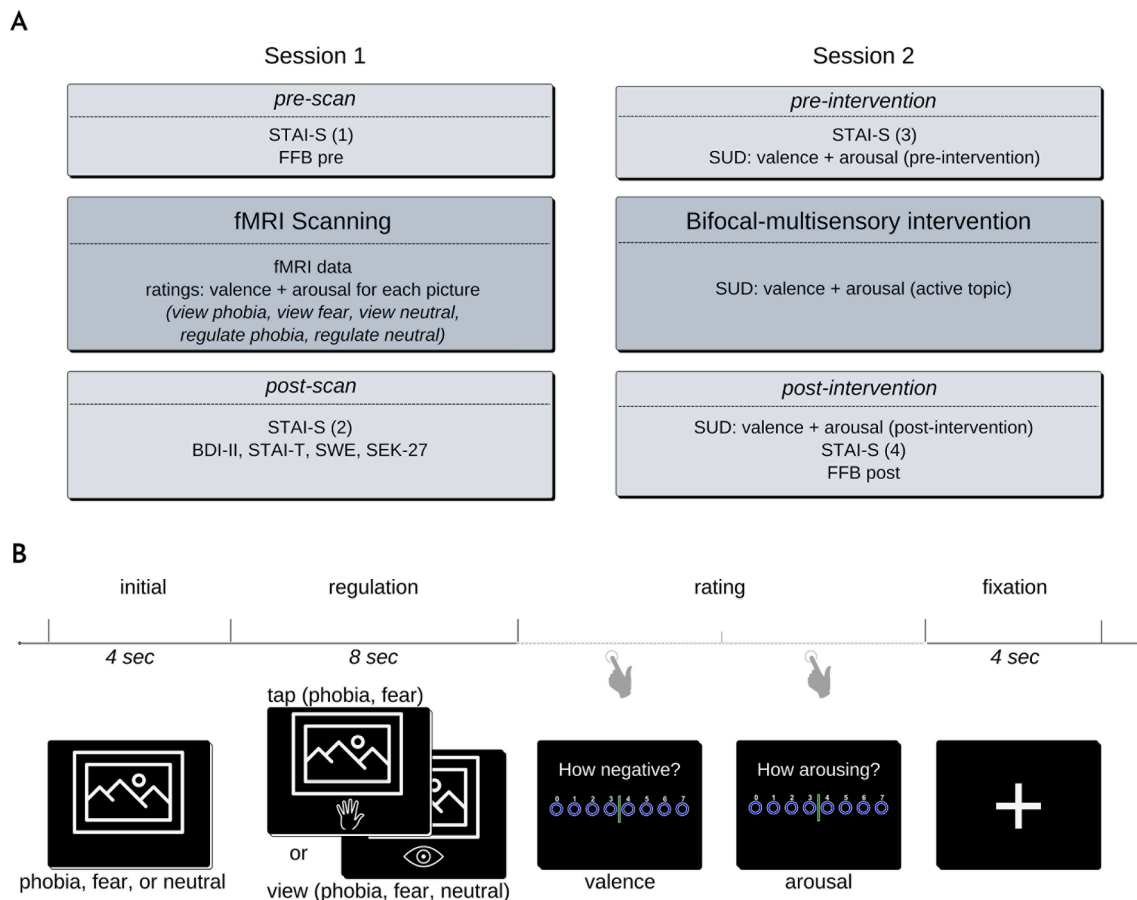 A
Session 1
pre-scan
STAI-S (1)
FFB pre
fMRI Scanning
fMRI data
ratings: valence + arousal for each picture
(view phobia, view fear, view neutral,
regulate phobia, regulate neutral)
post-scan
STAI-S (2)
BDI-II, STAI-T, SWE, SEK-27
Session 2
pre-intervention
STAI-S (3)
SUD: valence + arousal (pre-intervention)
Bifocal-multisensory intervention
SUD: valence + arousal (active topic)
post-intervention
SUD: valence + arousal (post-intervention)
STAI-S (4)
FFB post
B
initial
regulation
rating
fixation
4 sec
8 sec
4 sec
phobia, fear, or neutral
tap (phobia, fear)
or
view (phobia, fear, neutral)
How negative?
0 1 2 3 4 5 6 7
valence
How arousing?
0 1 2 3 4 5 6 7
arousal